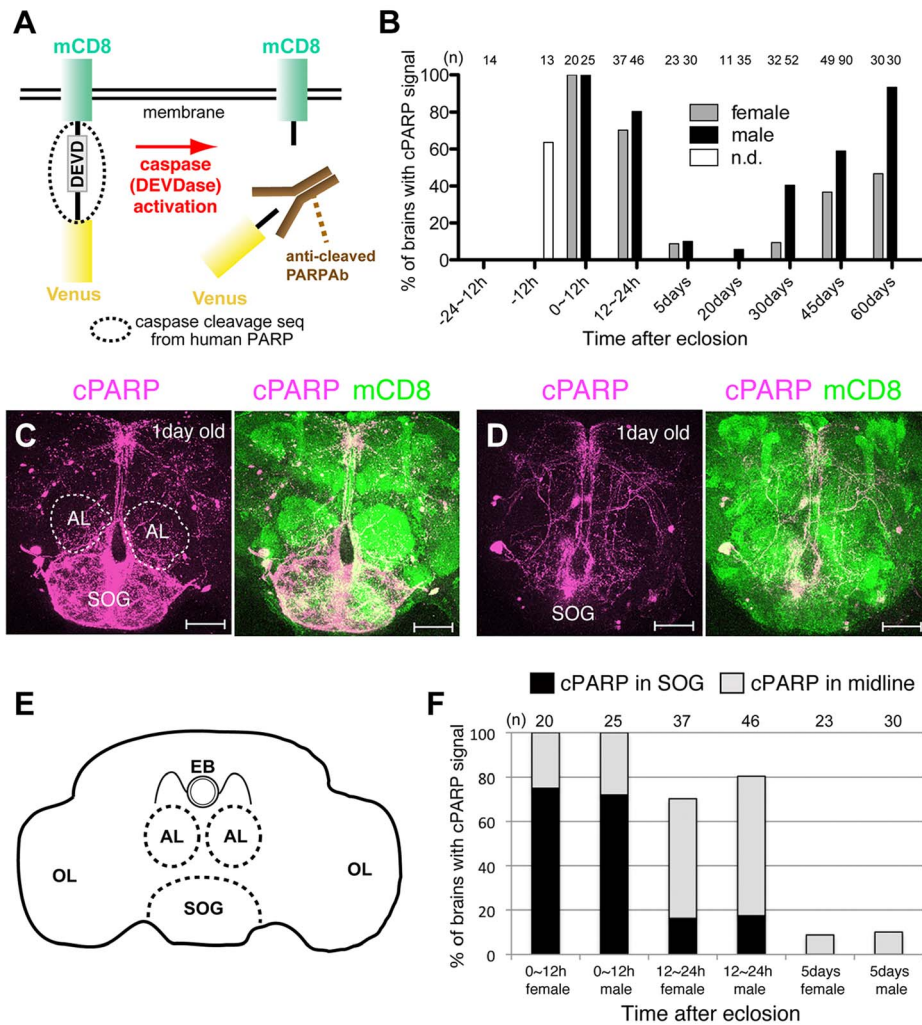 A
mCD8
mCD8
membrane
DEVD
caspase
(DEVDase)
activation
anti-cleaved
PARPAb
Venus
Venus
caspase cleavage seq
from human PARP
B
(n) 14 13 20 25 37 46 23 30 11 35 32 52 49 90 30 30
% of brains with cPARP signal
100
80
60
40
20
0
female
male
n.d.
-24~12h
-12h
0~12h
12~24h
5days
20days
30days
45days
60days
Time after eclosion
cPARP
cPARP mCD8
C
1day old
AL
AL
SOG
cPARP
cPARP mCD8
D
1day old
SOG
E
EB
AL
AL
OL
OL
SOG
F
cPARP in SOG
cPARP in midline
(n) 20 25 37 46 23 30
% of brains with cPARP signal
100
80
60
40
20
0
0~12h
female
0~12h
male
12~24h
female
12~24h
male
5days
female
5days
male
Time after eclosion